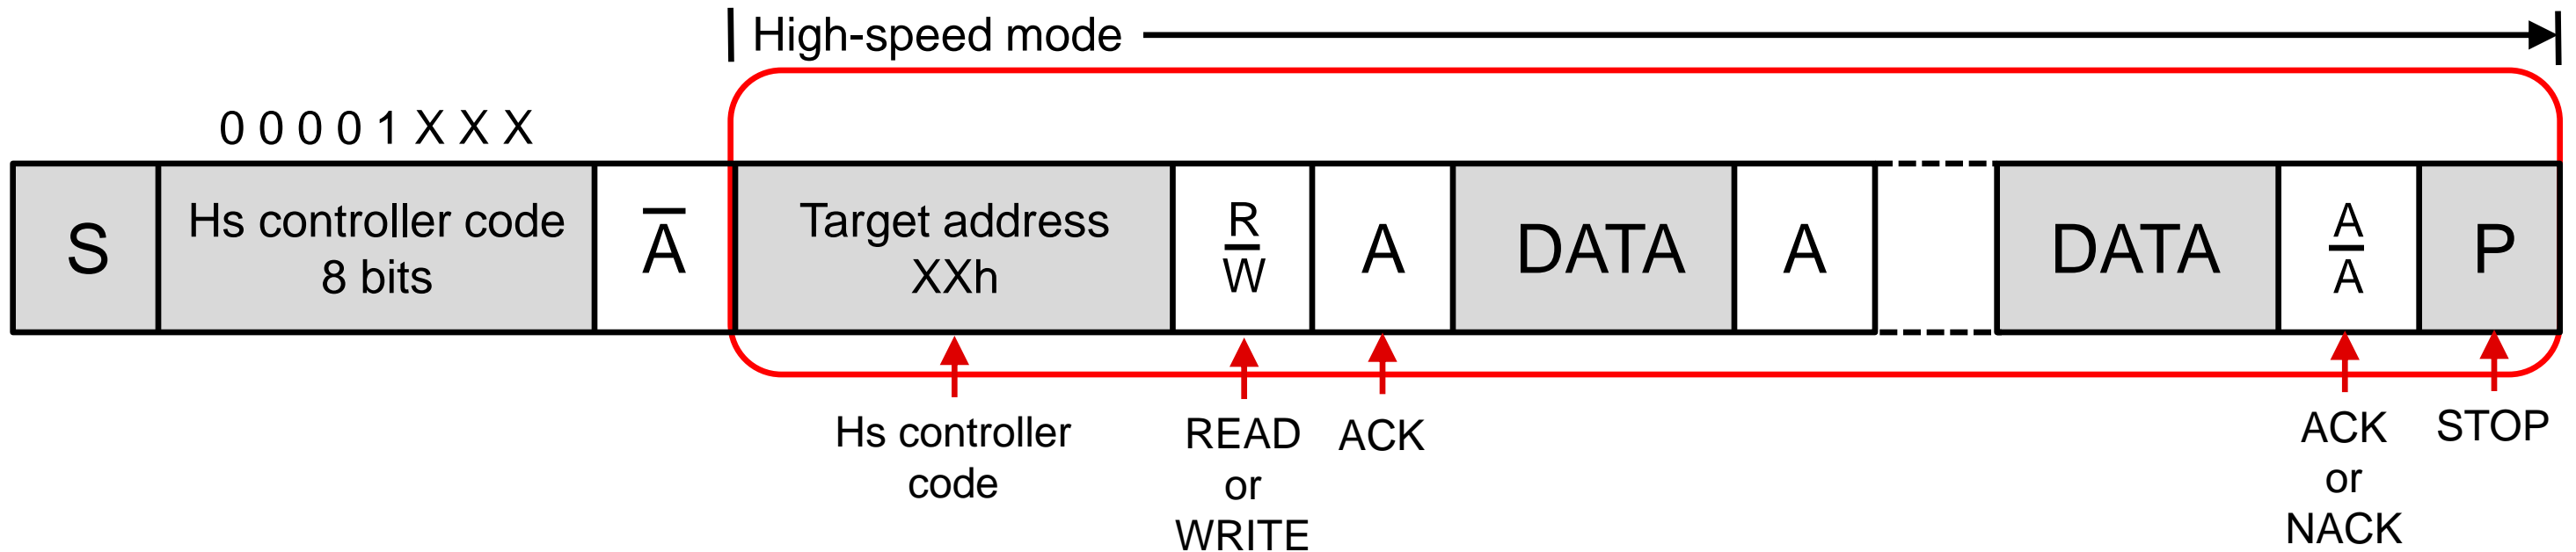 High-speed mode
0 0 0 0 1 X X X
S
Hs controller code
8 bits
A
Target address
XXh
R
W
A
DATA
A
DATA
A
A
P
Hs controller
code
READ
or
WRITE
ACK
ACK
or
NACK
STOP